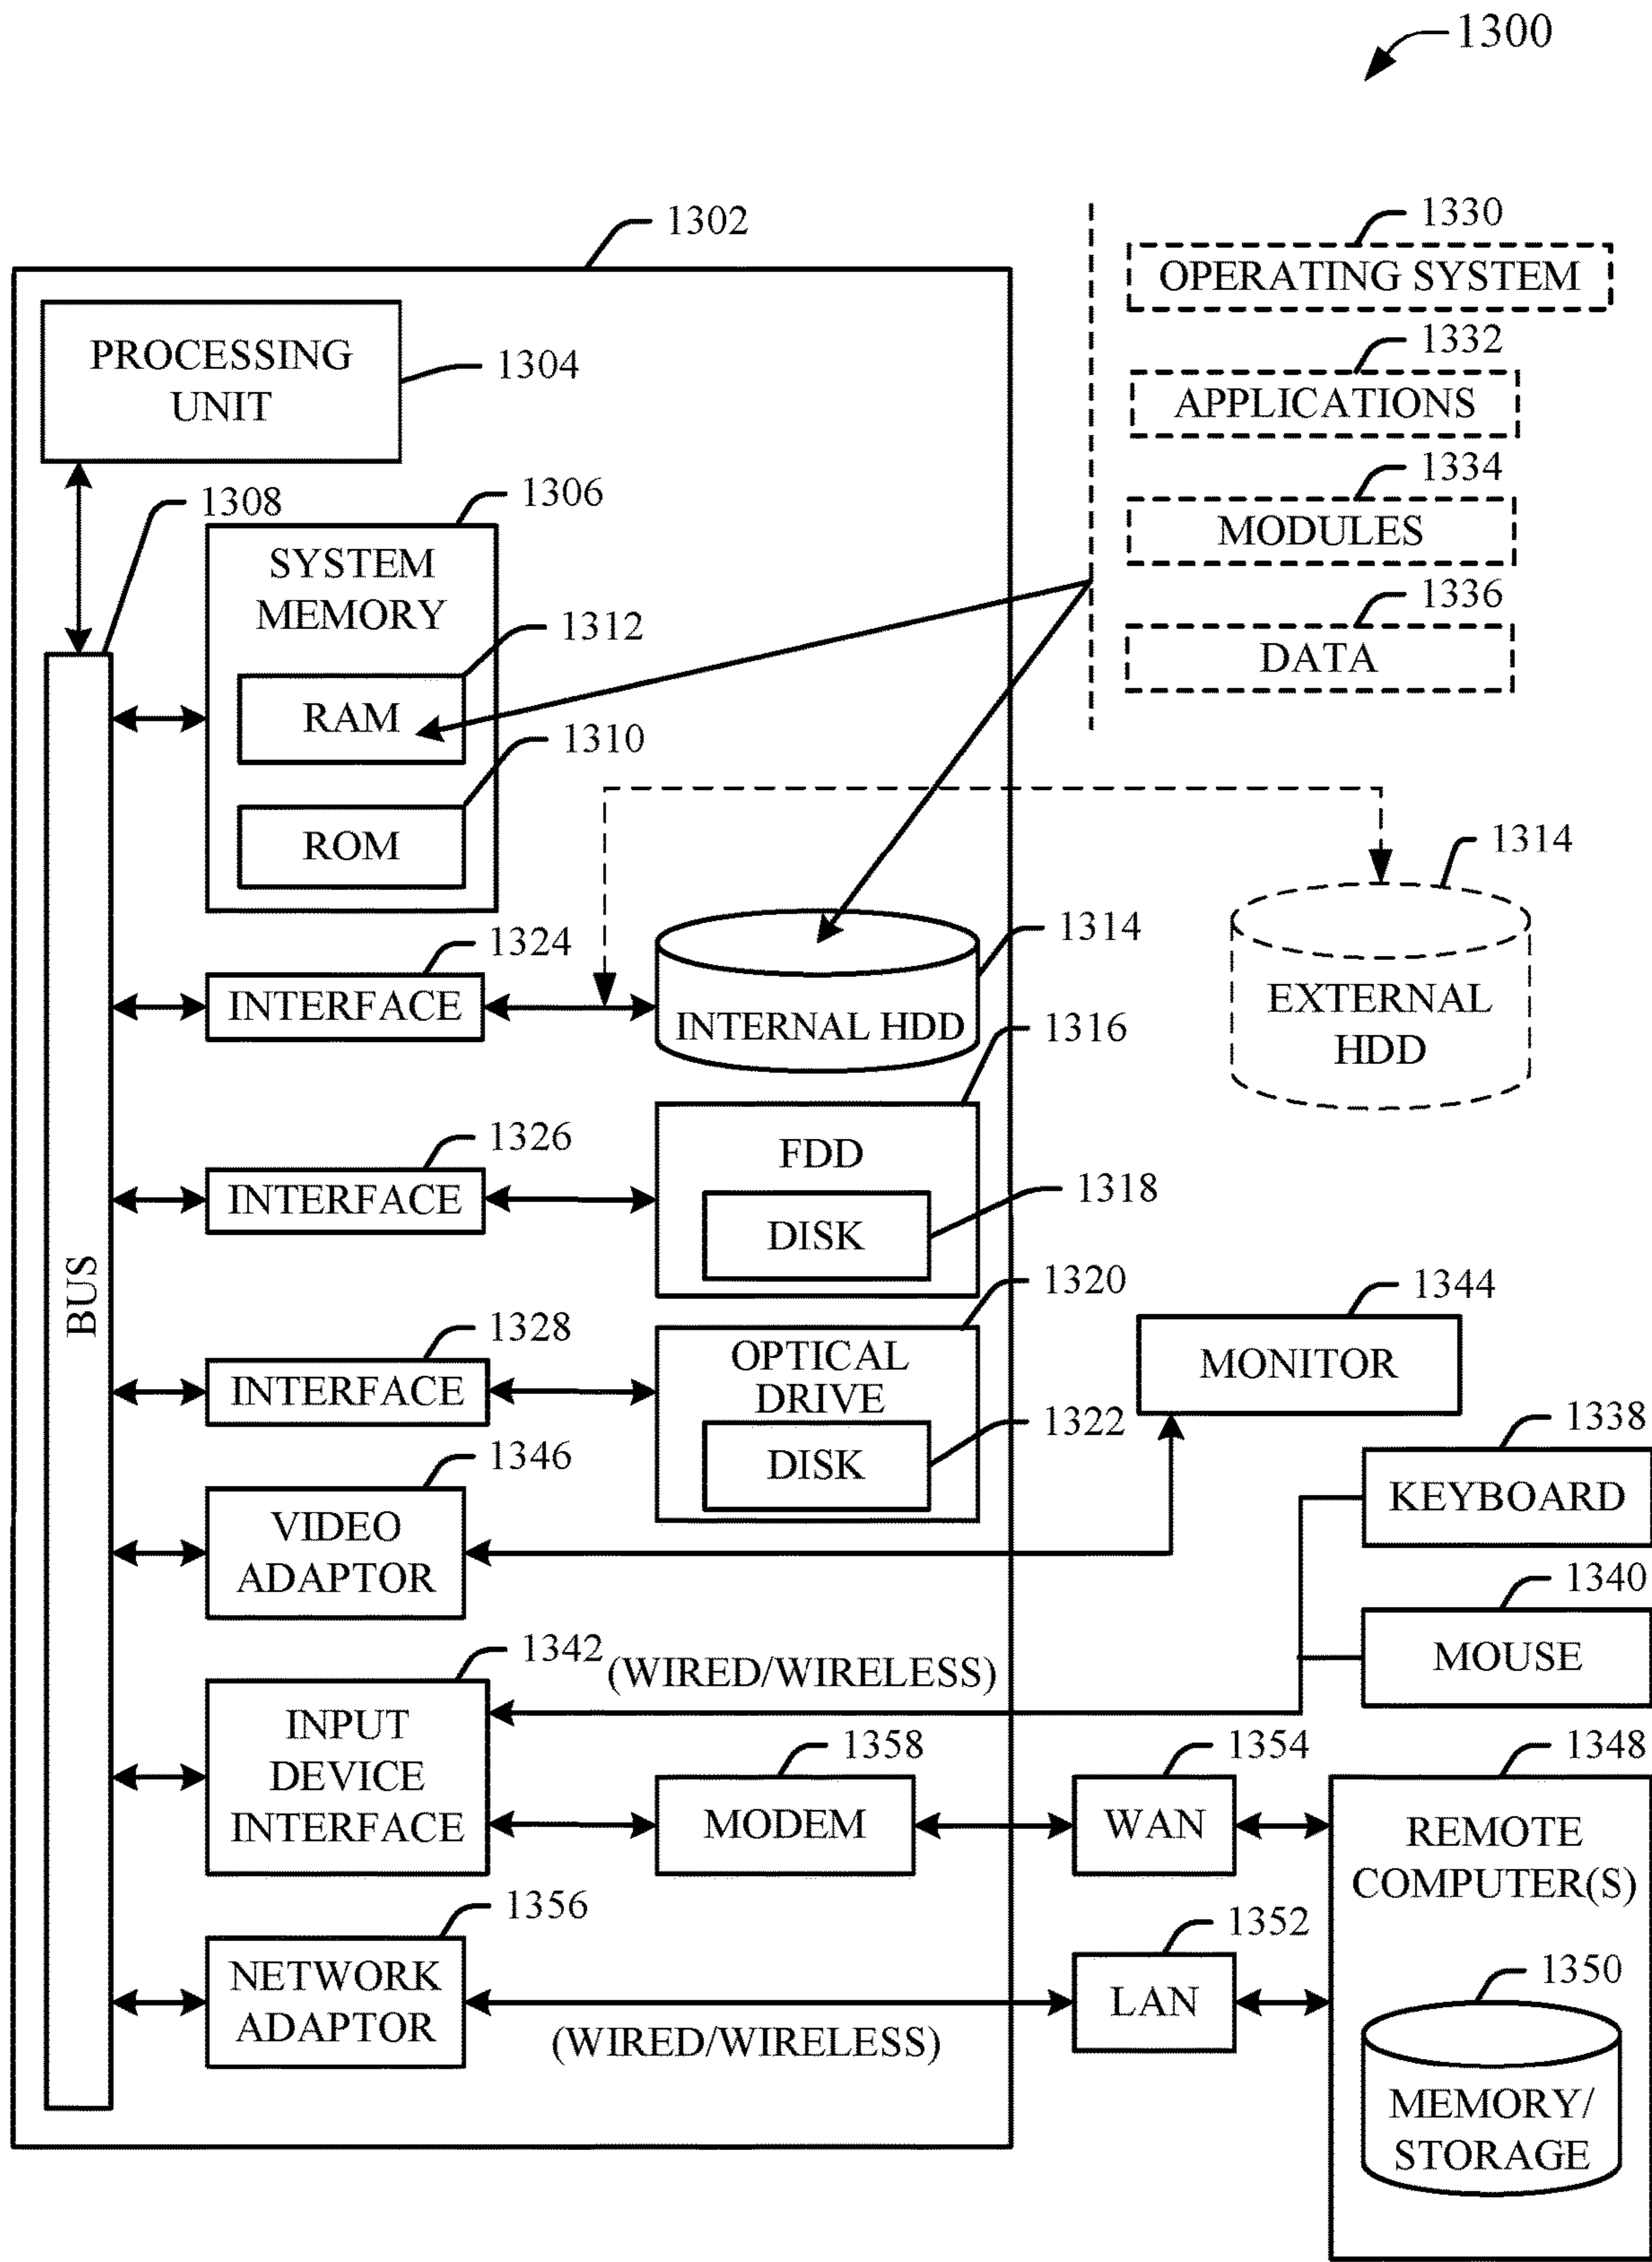 1300
1302
1330
OPERATING SYSTEM
PROCESSING
UNIT
1304
1332
APPLICATIONS
1308
1306
1334
MODULES
SYSTEM
MEMORY
1312
1336
DATA
RAM
1310
ROM
1314
1324
1314
INTERFACE
INTERNAL HDD
EXTERNAL
HDD
1316
1326
FDD
INTERFACE
1318
DISK
BUS
1320
1344
1328
OPTICAL
DRIVE
MONITOR
INTERFACE
1322
1338
DISK
1346
KEYBOARD
VIDEO
ADAPTOR
1340
1342
(WIRED/WIRELESS)
MOUSE
INPUT
DEVICE
INTERFACE
1358
1354
1348
MODEM
WAN
REMOTE
COMPUTER(S)
1356
1352
NETWORK
ADAPTOR
LAN
1350
(WIRED/WIRELESS)
MEMORY/
STORAGE